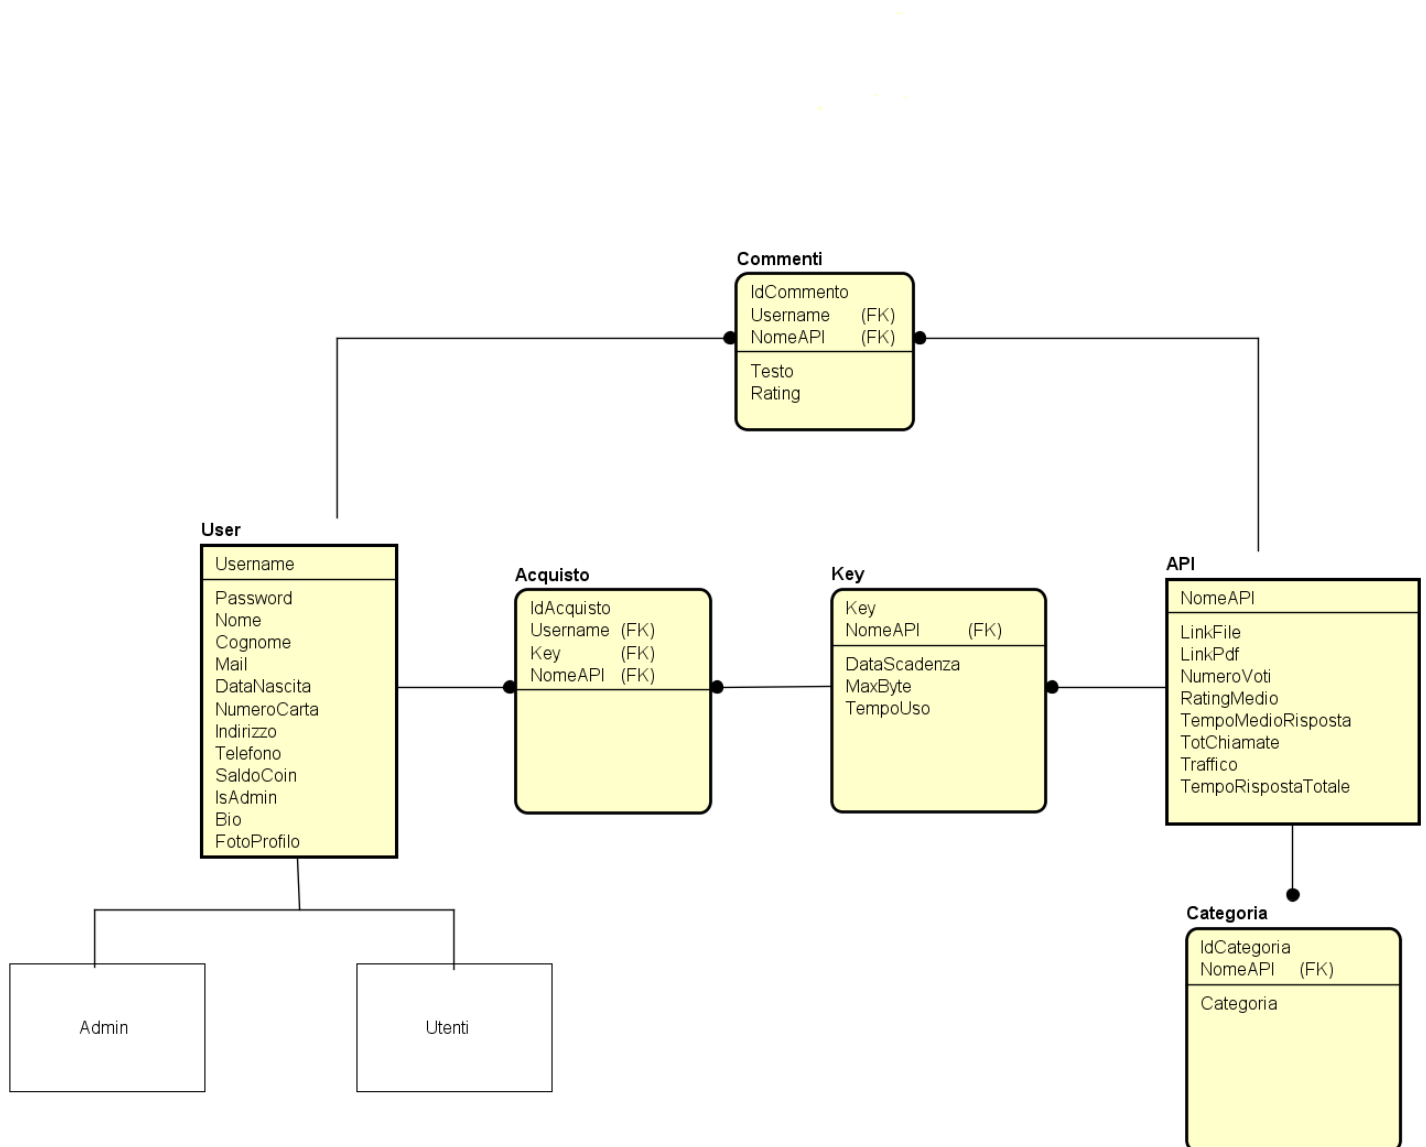 Commenti
IdCommento
Username (FK)
NomeAPI (FK)
Testo
Rating
User
Username
Password
Nome
Cognome
Mail
DataNascita
NumeroCarta
Indirizzo
Telefono
SaldoCoin
IsAdmin
Bio
FotoProfilo
Acquisto
IdAcquisto
Username (FK)
Key (FK)
NomeAPI (FK)
Key
Key
NomeAPI (FK)
DataScadenza
MaxByte
TempoUso
API
NomeAPI
LinkFile
LinkPdf
NumeroVoti
RatingMedio
TempoMedioRisposta
TotChiamate
Traffico
TempoRispostaTotale
Admin
Utenti
Categoria
IdCategoria
NomeAPI (FK)
Categoria